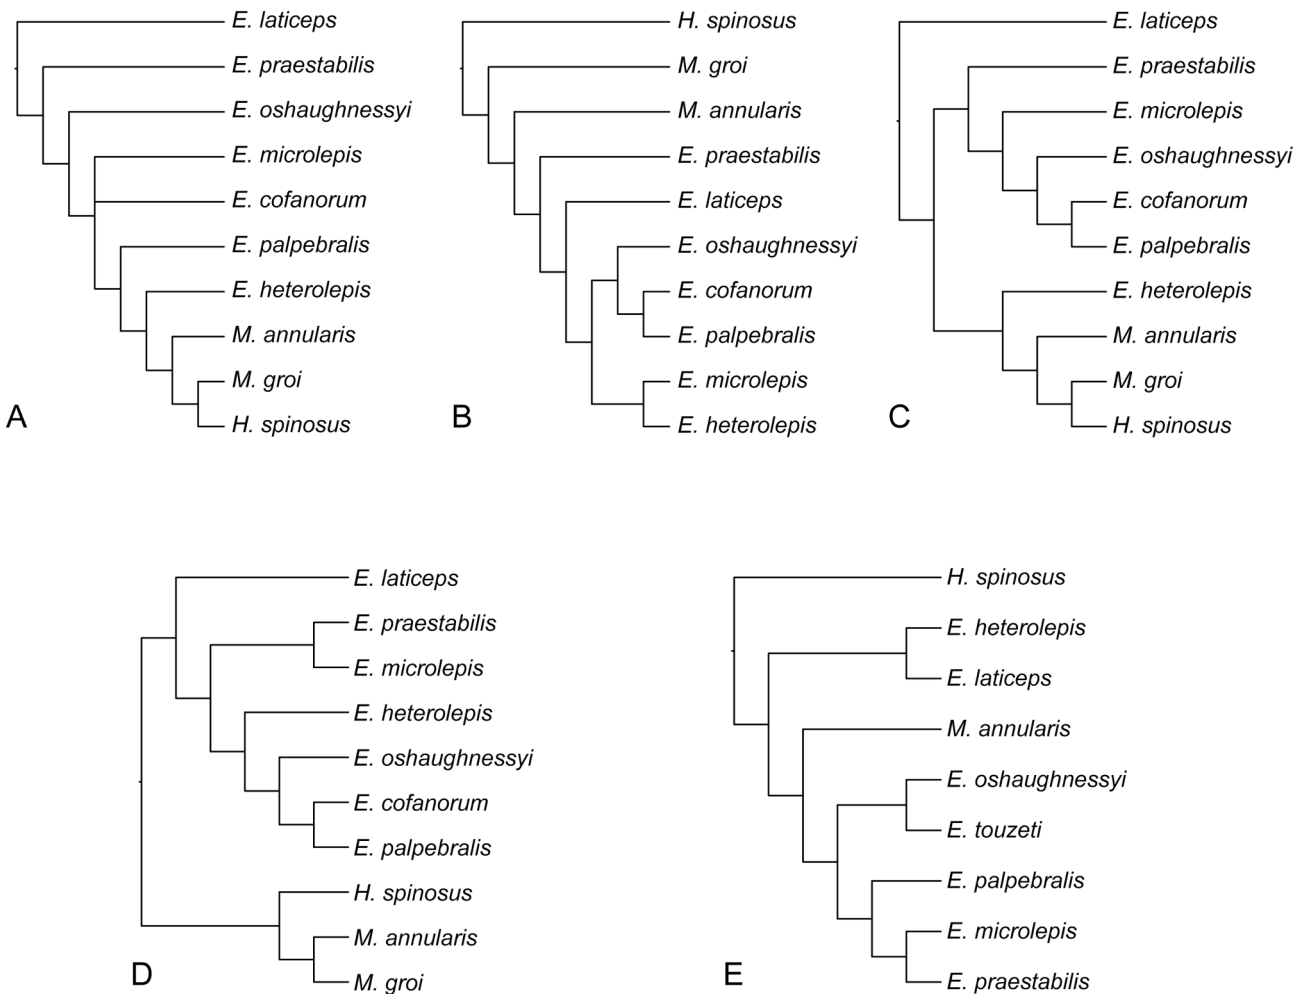 E. laticeps
E. praestabilis
E. oshaughnessyi
E. microlepis
E. cofanorum
E. palpebralis
E. heterolepis
M. annularis
M. groi
H. spinosus
A
H. spinosus
M. groi
M. annularis
E. praestabilis
E. laticeps
E. oshaughnessyi
E. cofanorum
E. palpebralis
E. microlepis
E. heterolepis
B
E. laticeps
E. praestabilis
E. microlepis
E. oshaughnessyi
E. cofanorum
E. palpebralis
E. heterolepis
M. annularis
M. groi
H. spinosus
C
E. laticeps
E. praestabilis
E. microlepis
E. heterolepis
E. oshaughnessyi
E. cofanorum
E. palpebralis
H. spinosus
M. annularis
M. groi
D
H. spinosus
E. heterolepis
E. laticeps
M. annularis
E. oshaughnessyi
E. touzeti
E. palpebralis
E. microlepis
E. praestabilis
E